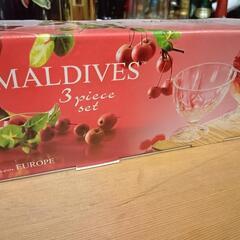 MALDIVES
3 piece
set
EUROPE